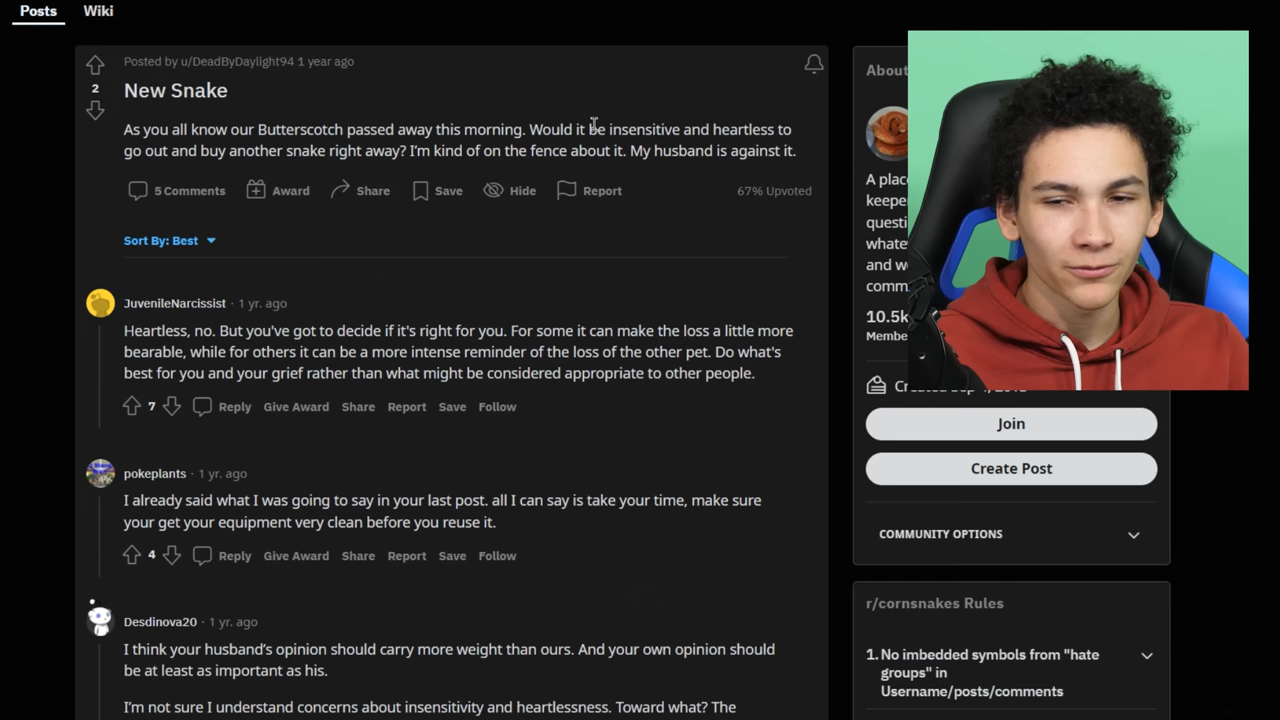 Posts Wiki
Posted by u/DeadByDaylight94 1 year ago
2
New Snake
As you all know our Butterscotch passed away this morning. Would it be insensitive and heartless to
go out and buy another snake right away? I'm kind of on the fence about it. My husband is against it.
5 Comments Award Share Save Hide Report 67% Upvoted
Sort By: Best
JuvenileNarcissist · 1 yr. ago
Heartless, no. But you've got to decide if it's right for you. For some it can make the loss a little more
bearable, while for others it can be a more intense reminder of the loss of the other pet. Do what's
best for you and your grief rather than what might be considered appropriate to other people.
7 Reply Give Award Share Report Save Follow
pokeplants · 1 yr. ago
I already said what I was going to say in your last post. all I can say is take your time, make sure
your get your equipment very clean before you reuse it.
4 Reply Give Award Share Report Save Follow
Desdinova20 · 1 yr. ago
I think your husband's opinion should carry more weight than ours. And your own opinion should
be at least as important as his.
I'm not sure I understand concerns about insensitivity and heartlessness. Toward what? The
About
A place
keepe
questi
whate
and w
comm
10.5k
Membe
Join
Create Post
COMMUNITY OPTIONS
r/cornsnakes Rules
1. No imbedded symbols from "hate
groups" in
Username/posts/comments